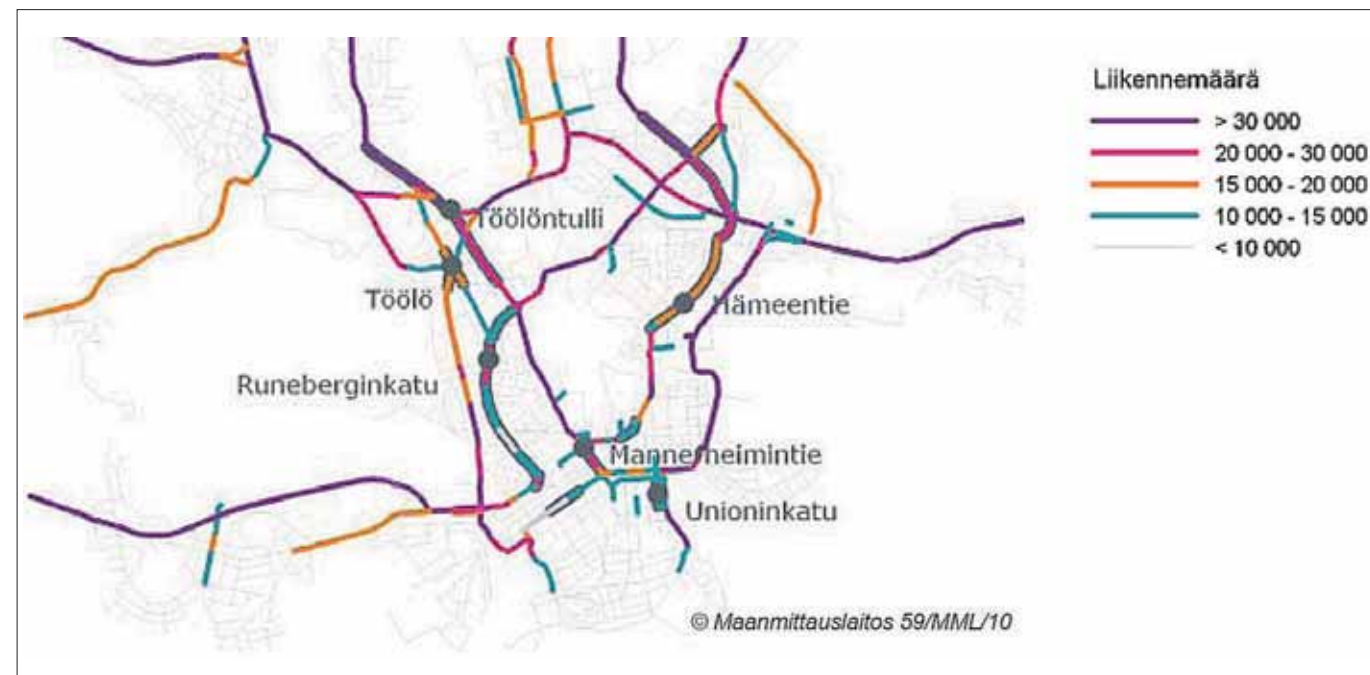 Liikennemäärä
> 30 000
20 000 - 30 000
15 000 - 20 000
10 000 - 15 000
< 10 000
Töölöntulli
Töölö
Hämeentie
Runeberginkatu
Mannerheimintie
Unioninkatu
© Maanmittauslaitos 59/MML/10